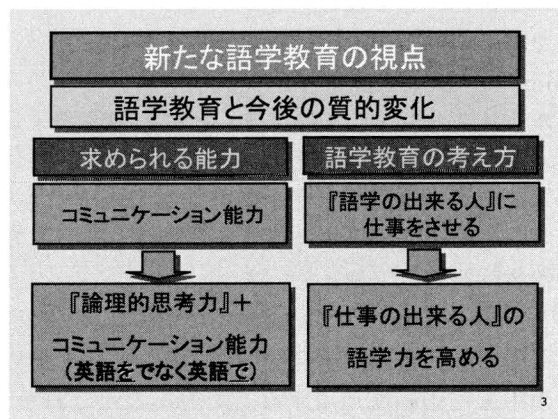 新たな語学教育の視点
語学教育と今後の質的変化
求められる能力
コミュニケーション能力
『論理的思考力』+
コミュニケーション能力
(英語をでなく英語で)
語学教育の考え方
『語学の出来る人』に
仕事をさせる
『仕事の出来る人』の
語学力を高める
3